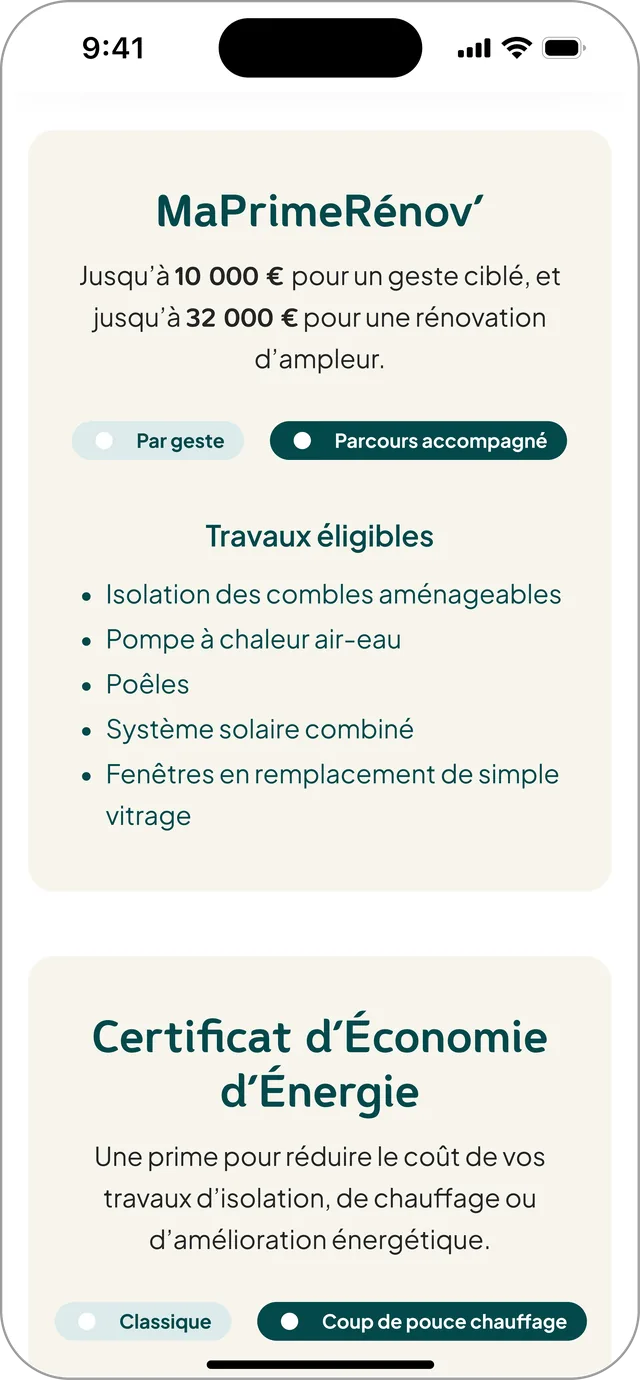 9:41
MaPrimeRénov’
Jusqu’à 10 000 € pour un geste ciblé, et
jusqu’à 32 000 € pour une rénovation
d’ampleur.
Par geste
Parcours accompagné
Travaux éligibles
• Isolation des combles aménageables
• Pompe à chaleur air-eau
• Poêles
• Système solaire combiné
• Fenêtres en remplacement de simple
vitrage
Certificat d’Économie
d’Énergie
Une prime pour réduire le coût de vos
travaux d’isolation, de chauffage ou
d’amélioration énergétique.
Classique
Coup de pouce chauffage